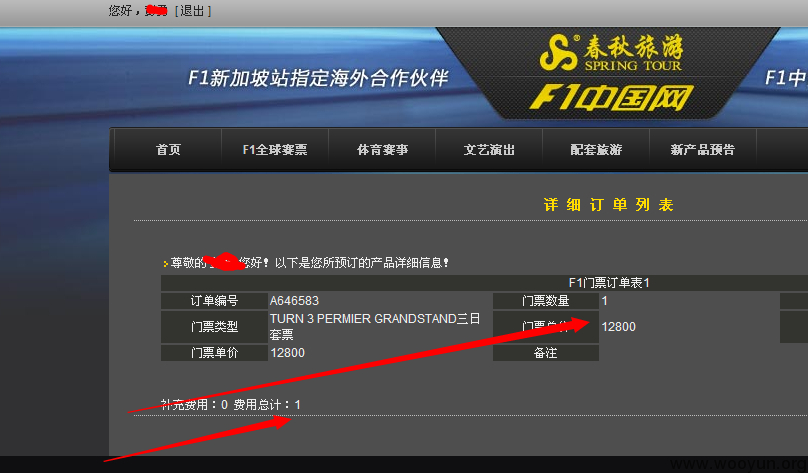 您好， [退出]
春秋旅游
®
SPRING TOUR
F1新加坡站指定海外合作伙伴
F1中
F1中国网
首页 F1全球赛票 体育赛事 文艺演出 配套旅游 新产品预告
详细订单列表
尊敬的 您好！以下是您所预订的产品详细信息！
F1门票订单表1
订单编号 A646583 门票数量 1
门票类型 TURN 3 PERMIER GRANDSTAND三日套票 门票总价 12800
门票单价 12800 备注
补充费用：0 费用总计：1
www.wooyun.org